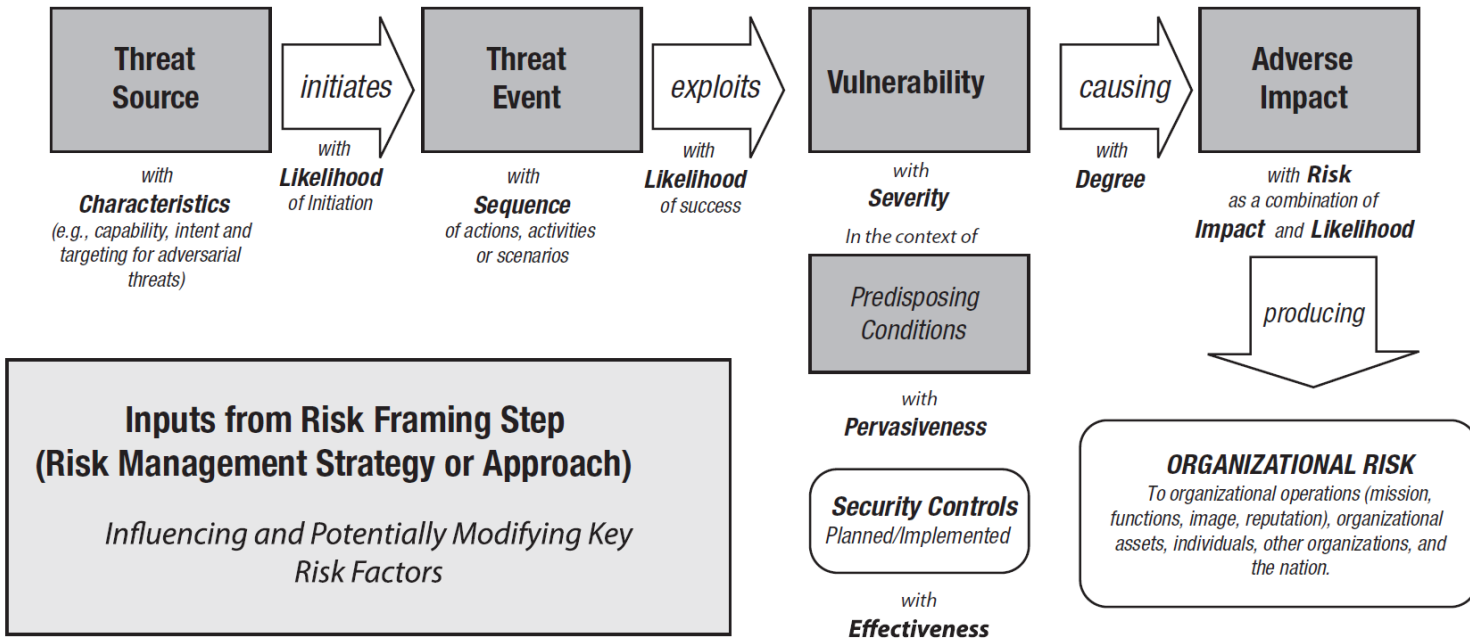 Threat
Source
initiates
Threat
Event
exploits
Vulnerability
causing
Adverse
Impact
with
Characteristics
(e.g., capability, intent and
targeting for adversarial
threats)
with
Likelihood
of Initiation
with
Sequence
of actions, activities
or scenarios
with
Likelihood
of success
with
Severity
In the context of
Predisposing
Conditions
with
Pervasiveness
Security Controls
Planned/Implemented
with
Effectiveness
with
Degree
with Risk
as a combination of
Impact and Likelihood
producing
ORGANIZATIONAL RISK
To organizational operations (mission,
functions, image, reputation), organizational
assets, individuals, other organizations, and
the nation.
Inputs from Risk Framing Step
(Risk Management Strategy or Approach)
Influencing and Potentially Modifying Key
Risk Factors